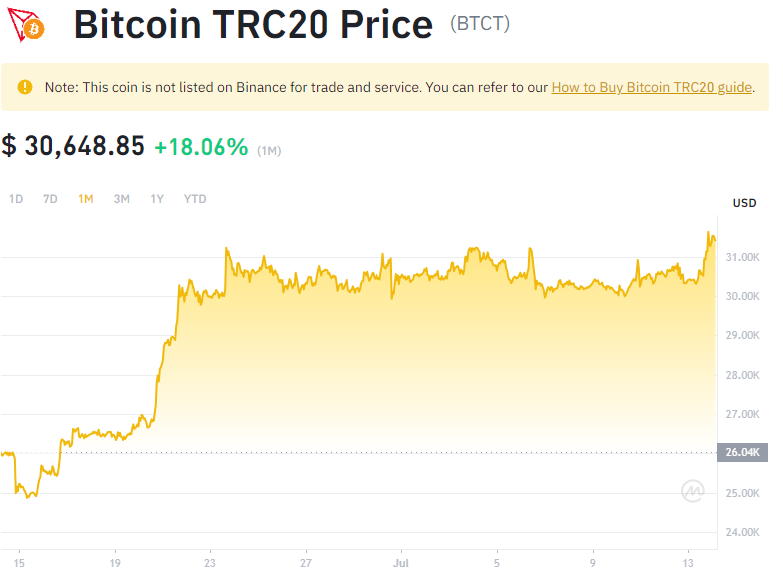 Bitcoin TRC20 Price (BTCT)
Note: This coin is not listed on Binance for trade and service. You can refer to our How to Buy Bitcoin TRC20 guide.
$ 30,648.85 +18.06% (1M)
1D 7D 1M 3M 1Y YTD
USD
31.00K
30.00K
29.00K
28.00K
27.00K
26.04K
25.00K
24.00K
15 19 23 27 Jul 5 9 13